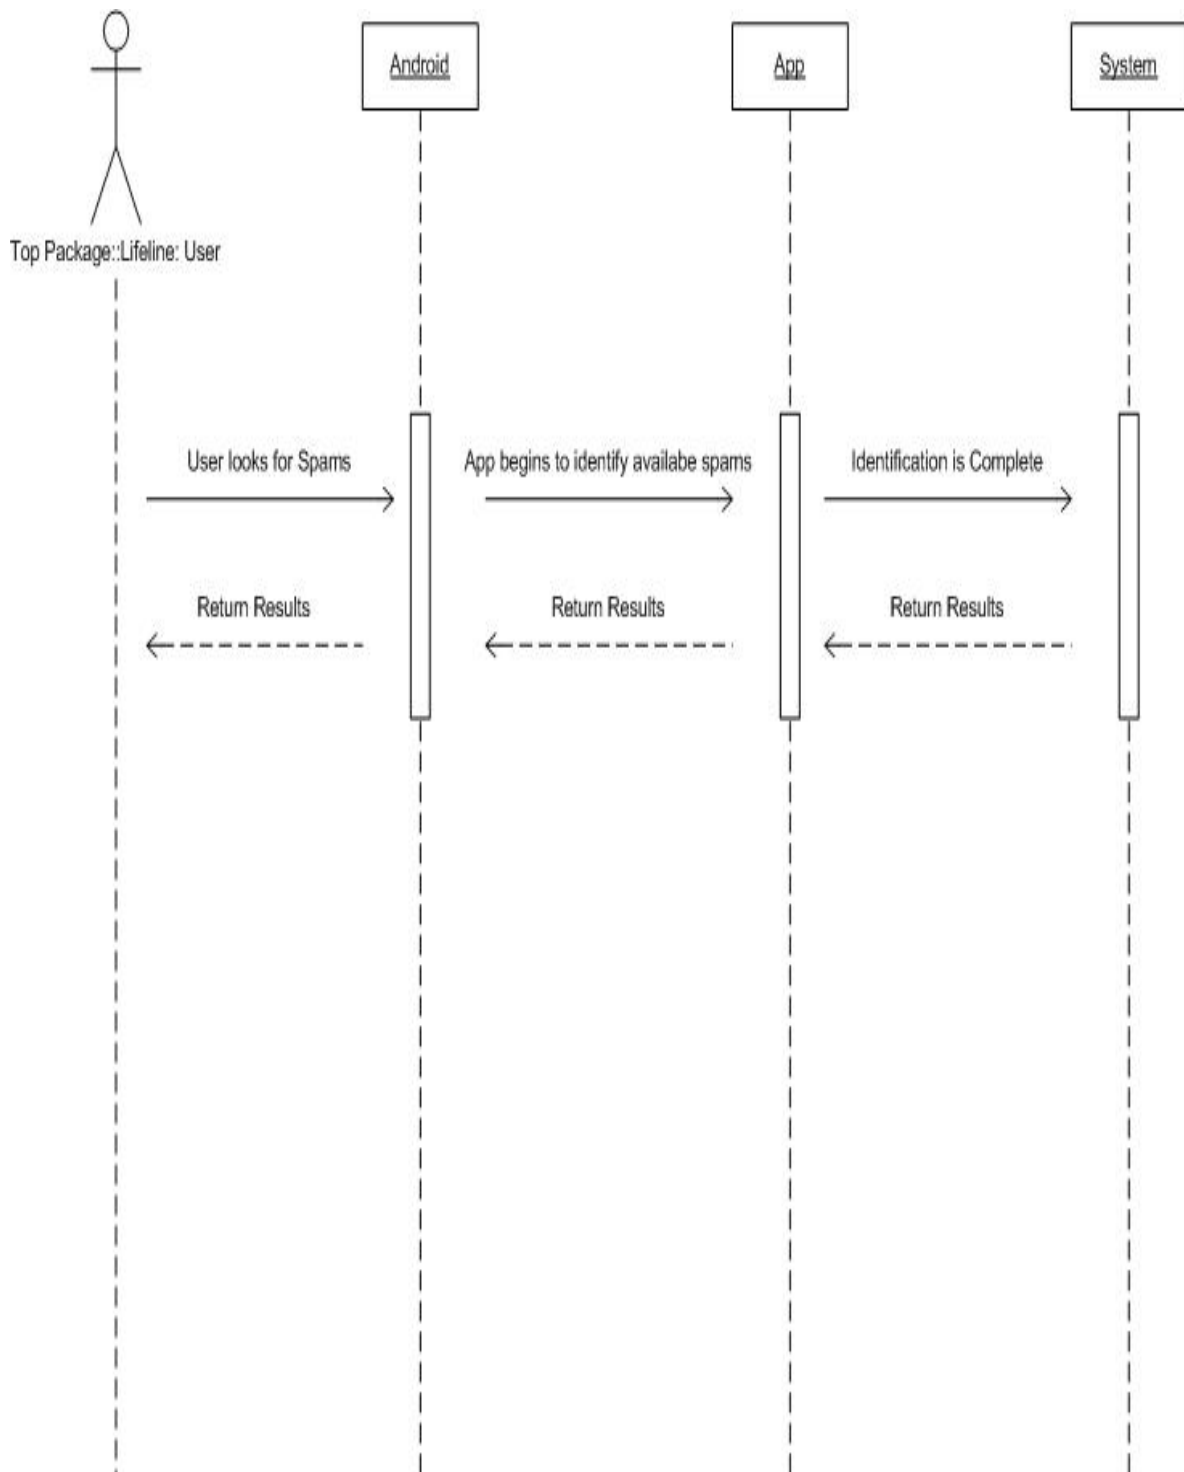 Android
App
System
Top Package::Lifeline: User
User looks for Spams
App begins to identify availabe spams
Identification is Complete
Return Results
Return Results
Return Results